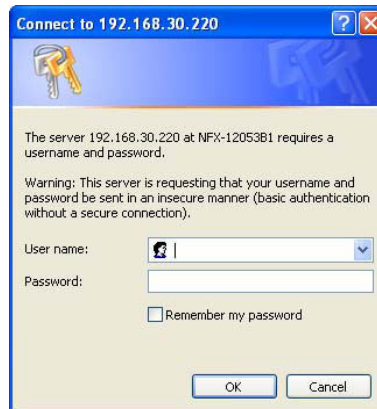 Connect to 192.168.30.220
The server 192.168.30.220 at NFX-12053B1 requires a
username and password.
Warning: This server is requesting that your username and
password be sent in an insecure manner (basic authentication
without a secure connection).
User name:
Password:
Remember my password
OK Cancel